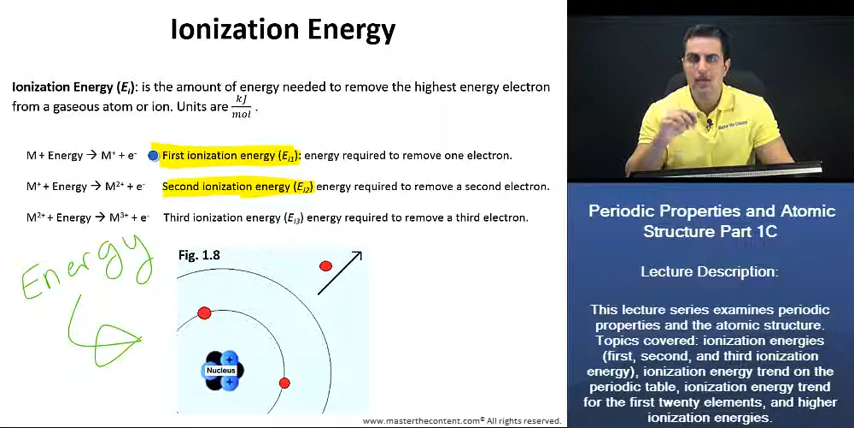 Ionization Energy
Ionization Energy (Eᵢ): is the amount of energy needed to remove the highest energy electron
from a gaseous atom or ion. Units are kJ/mol .
M + Energy → M⁺ + e⁻ First ionization energy (Eᵢ₁): energy required to remove one electron.
M⁺ + Energy → M²⁺ + e⁻ Second ionization energy (Eᵢ₂) energy required to remove a second electron.
M²⁺ + Energy → M³⁺ + e⁻ Third ionization energy (Eᵢ₃) energy required to remove a third electron.
Energy
Fig. 1.8
+
Nucleus
+
www.masterthecontent.com® All rights reserved.
Master The Content
Periodic Properties and Atomic
Structure Part 1C
Lecture Description:
This lecture series examines periodic
properties and the atomic structure.
Topics covered: ionization energies
(first, second, and third ionization
energy), ionization energy trend on the
periodic table, ionization energy trend
for the first twenty elements, and higher
ionization energies.